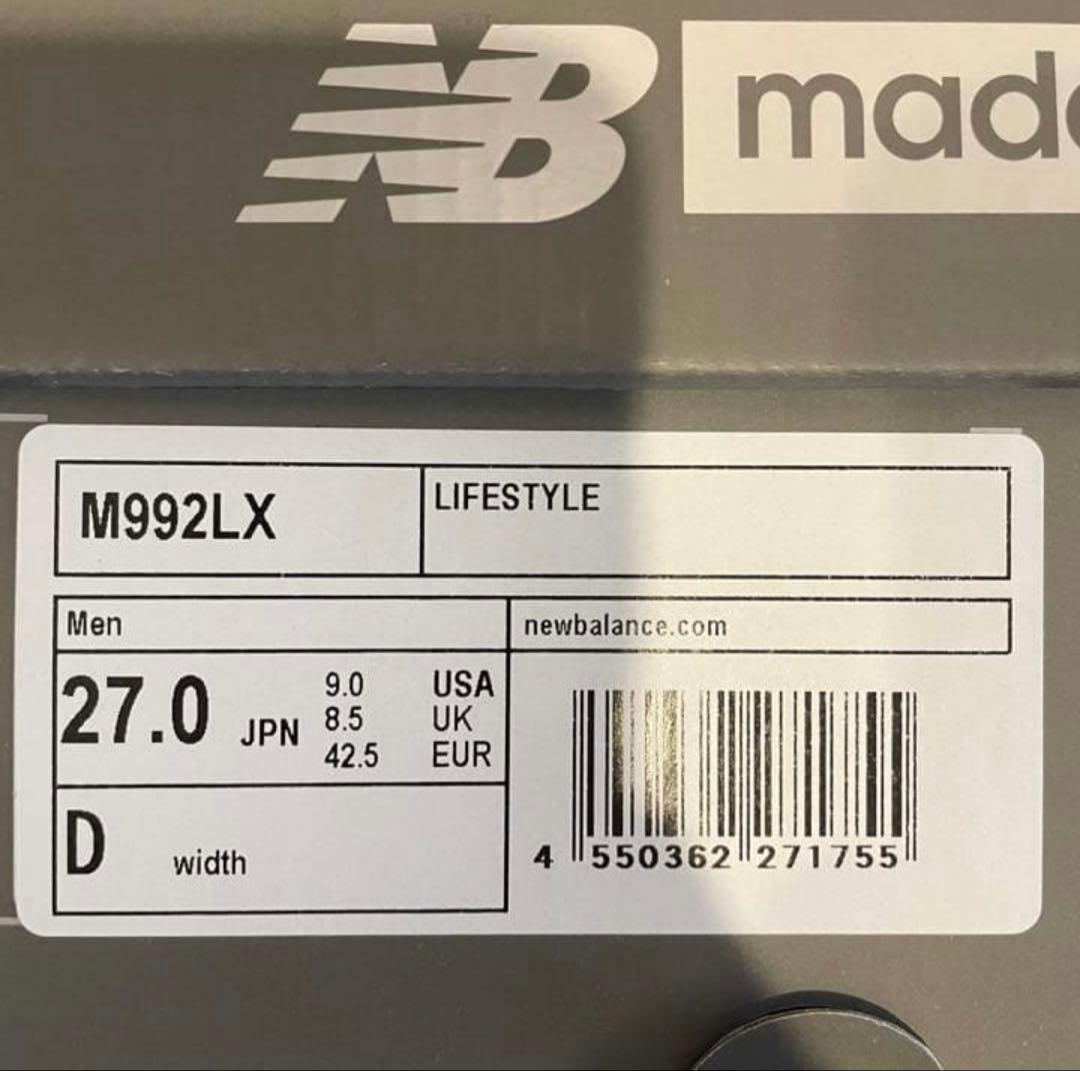 NB
made
M992LX
LIFESTYLE
Men
newbalance.com
27.0 JPN
9.0 USA
8.5 UK
42.5 EUR
D width
4 550362 271755